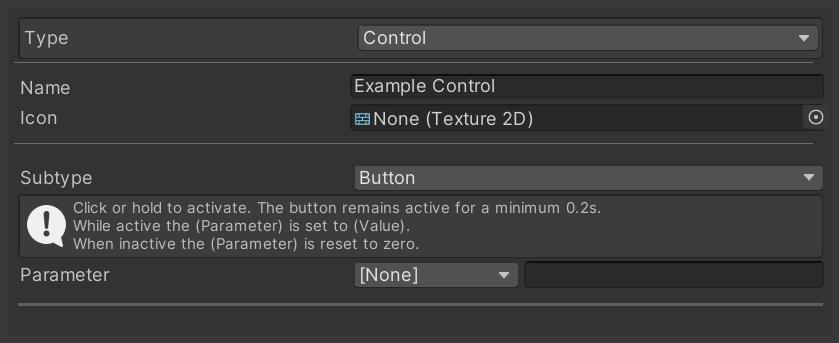 Type Control
Name Example Control
Icon None (Texture 2D)
Subtype Button
Click or hold to activate. The button remains active for a minimum 0.2s.
While active the (Parameter) is set to (Value).
When inactive the (Parameter) is reset to zero.
Parameter [None]